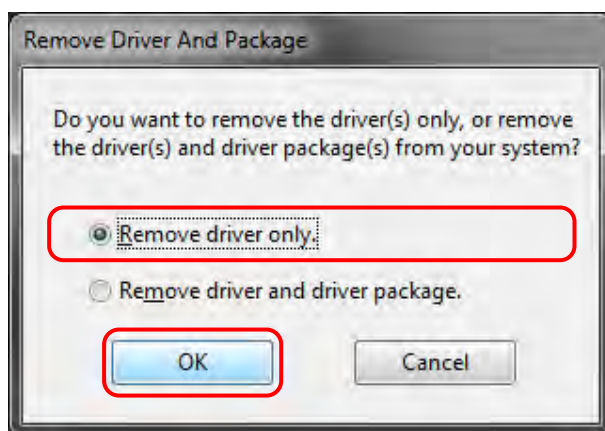 Remove Driver And Package
Do you want to remove the driver(s) only, or remove
the driver(s) and driver package(s) from your system?
Remove driver only.
Remove driver and driver package.
OK
Cancel